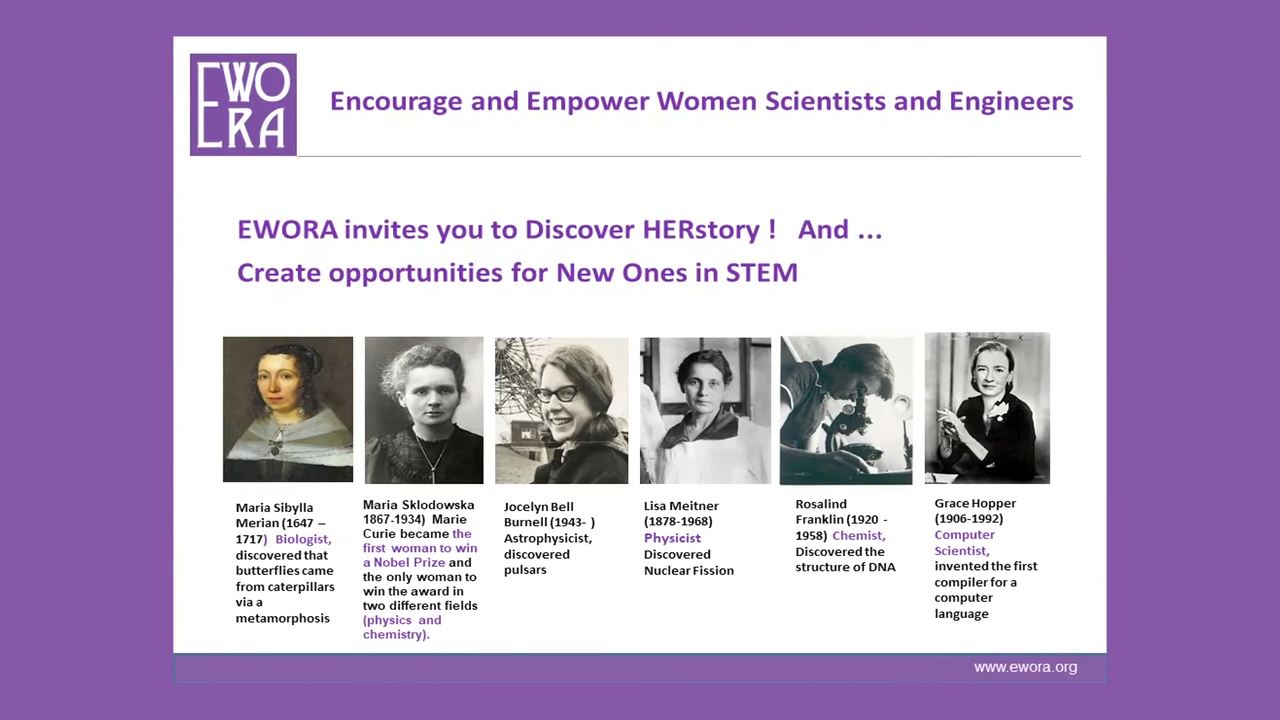 EWO
ERA
Encourage and Empower Women Scientists and Engineers
EWORA invites you to Discover HERstory ! And ...
Create opportunities for New Ones in STEM
Maria Sibylla
Merian (1647 –
1717) Biologist,
discovered that
butterflies came
from caterpillars
via a
metamorphosis
Maria Sklodowska
1867-1934) Marie
Curie became the
first woman to win
a Nobel Prize and
the only woman to
win the award in
two different fields
(physics and
chemistry).
Jocelyn Bell
Burnell (1943- )
Astrophysicist,
discovered
pulsars
Lisa Meitner
(1878-1968)
Physicist
Discovered
Nuclear Fission
Rosalind
Franklin (1920 -
1958) Chemist,
Discovered the
structure of DNA
Grace Hopper
(1906-1992)
Computer
Scientist,
invented the first
compiler for a
computer
language
www.ewora.org